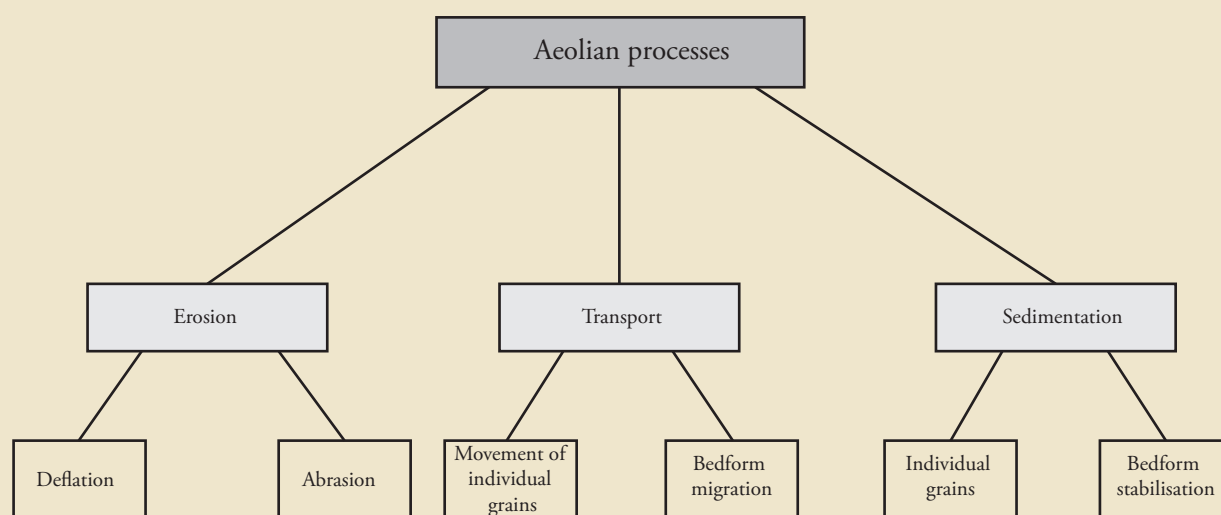 Aeolian processes
Erosion
Transport
Sedimentation
Deflation
Abrasion
Movement of
individual
grains
Bedform
migration
Individual
grains
Bedform
stabilisation